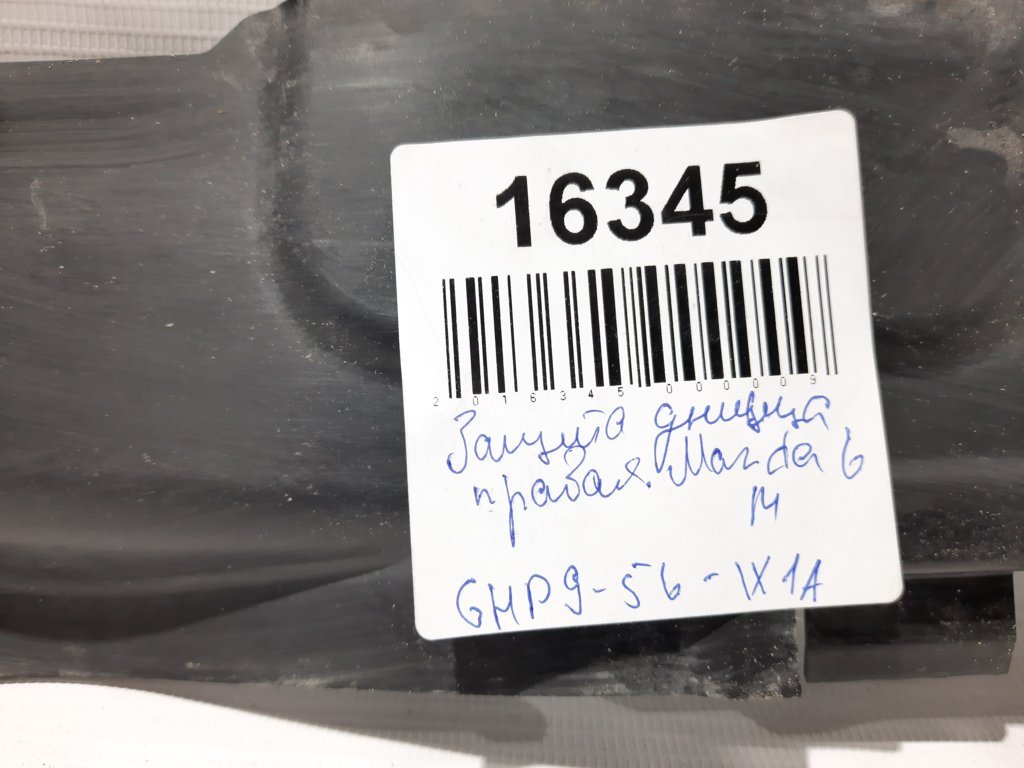 16345
2016345000009
Защита днища
правая. Mazda 6
14
GHP9-56-1X1A